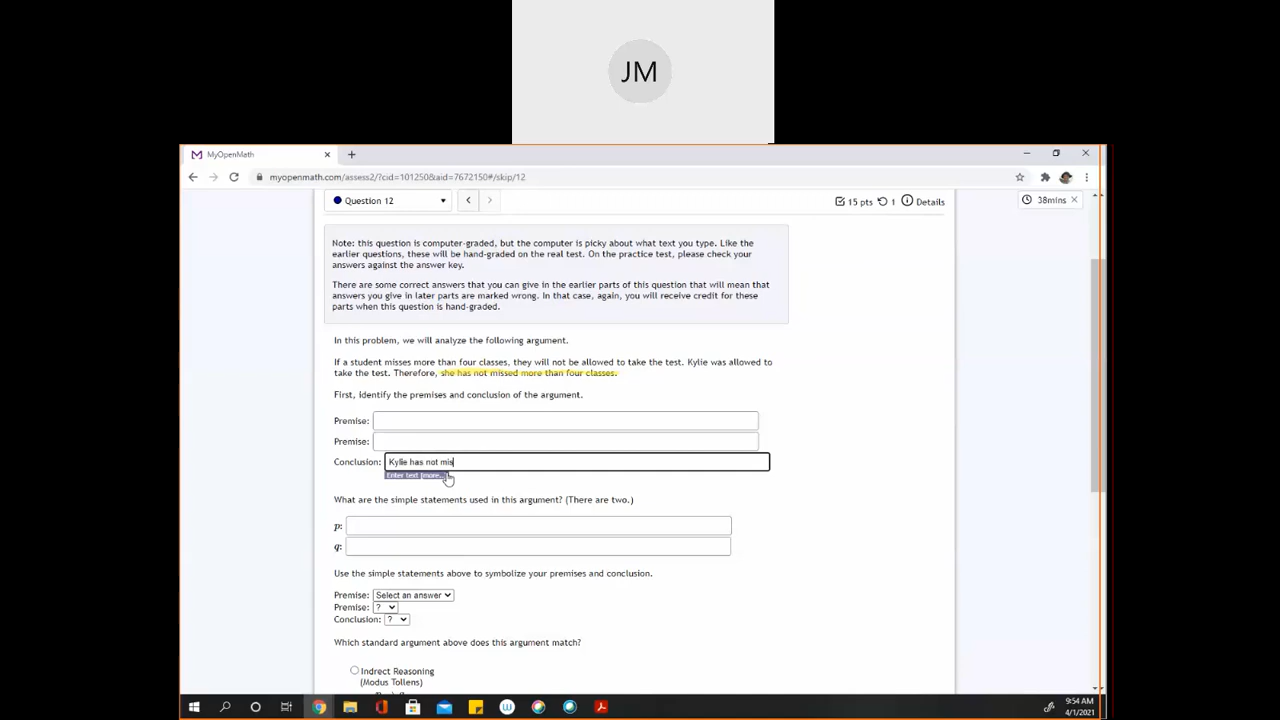 JM
MyOpenMath
myopenmath.com/assess2/?cid=101250&aid=7672150#/skip/12
Question 12
15 pts 1 Details
38mins
Note: this question is computer-graded, but the computer is picky about what text you type. Like the
earlier questions, these will be hand-graded on the real test. On the practice test, please check your
answers against the answer key.
There are some correct answers that you can give in the earlier parts of this question that will mean that
answers you give in later parts are marked wrong. In that case, again, you will receive credit for these
parts when this question is hand-graded.
In this problem, we will analyze the following argument.
If a student misses more than four classes, they will not be allowed to take the test. Kylie was allowed to
take the test. Therefore, she has not missed more than four classes.
First, identify the premises and conclusion of the argument.
Premise:
Premise:
Conclusion: Kylie has not mis
Enter text [more..]
What are the simple statements used in this argument? (There are two.)
p:
q:
Use the simple statements above to symbolize your premises and conclusion.
Premise: Select an answer
Premise: ?
Conclusion: ?
Which standard argument above does this argument match?
Indrect Reasoning
(Modus Tollens)
9:54 AM
4/1/2021